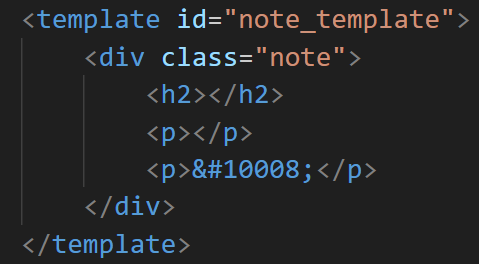 <template id="note_template">
<div class="note">
<h2></h2>
<p></p>
<p>&#10008;</p>
</div>
</template>